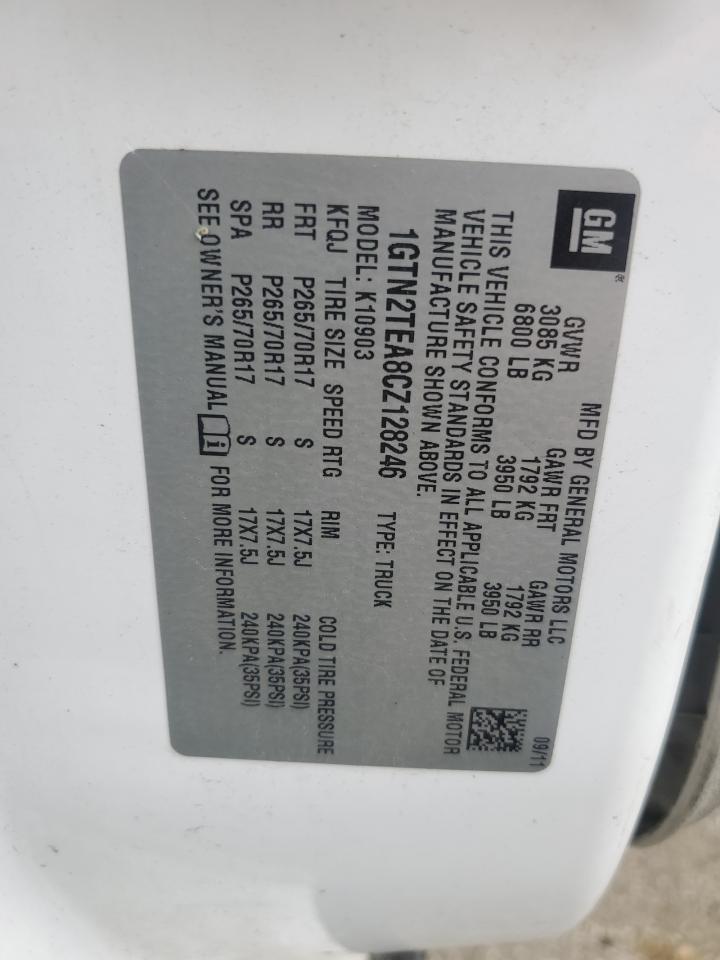 GM
MFD BY GENERAL MOTORS LLC 09/11
GVWR GAWR FRT GAWR RR
3085 KG 1792 KG 1792 KG
6800 LB 3950 LB 3950 LB
THIS VEHICLE CONFORMS TO ALL APPLICABLE U.S. FEDERAL MOTOR
VEHICLE SAFETY STANDARDS IN EFFECT ON THE DATE OF
MANUFACTURE SHOWN ABOVE.
1GTN2TEA8CZ128246 TYPE: TRUCK
MODEL: K10903
KFQJ TIRE SIZE SPEED RTG RIM COLD TIRE PRESSURE
FRT P265/70R17 S 17X7.5J 240KPA(35PSI)
RR P265/70R17 S 17X7.5J 240KPA(35PSI)
SPA P265/70R17 S 17X7.5J 240KPA(35PSI)
SEE OWNER'S MANUAL i FOR MORE INFORMATION.